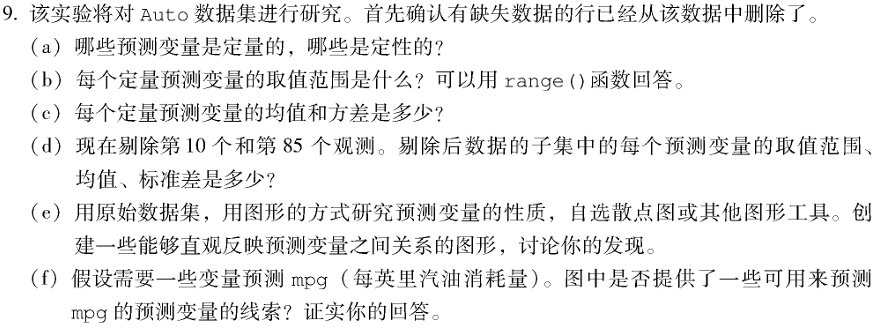 9. 该实验将对 Auto 数据集进行研究。首先确认有缺失数据的行已经从该数据中删除了。
(a) 哪些预测变量是定量的，哪些是定性的？
(b) 每个定量预测变量的取值范围是什么？可以用 range()函数回答。
(c) 每个定量预测变量的均值和方差是多少？
(d) 现在剔除第 10 个和第 85 个观测。剔除后数据的子集中的每个预测变量的取值范围、
均值、标准差是多少？
(e) 用原始数据集，用图形的方式研究预测变量的性质，自选散点图或其他图形工具。创
建一些能够直观反映预测变量之间关系的图形，讨论你的发现。
(f) 假设需要一些变量预测 mpg（每英里汽油消耗量）。图中是否提供了一些可用来预测
mpg 的预测变量的线索？证实你的回答。